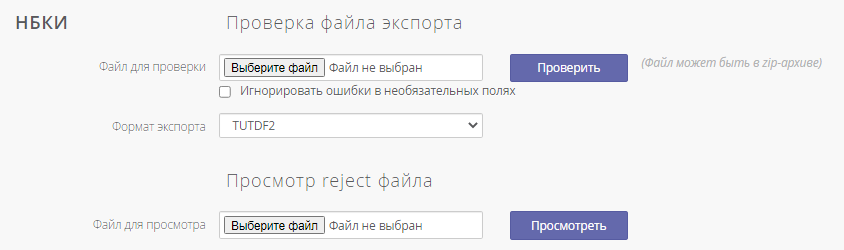 НБКИ
Проверка файла экспорта
Файл для проверки Выберите файл Файл не выбран Проверить (Файл может быть в zip-архиве)
Игнорировать ошибки в необязательных полях
Формат экспорта TUTDF2
Просмотр reject файла
Файл для просмотра Выберите файл Файл не выбран Просмотреть